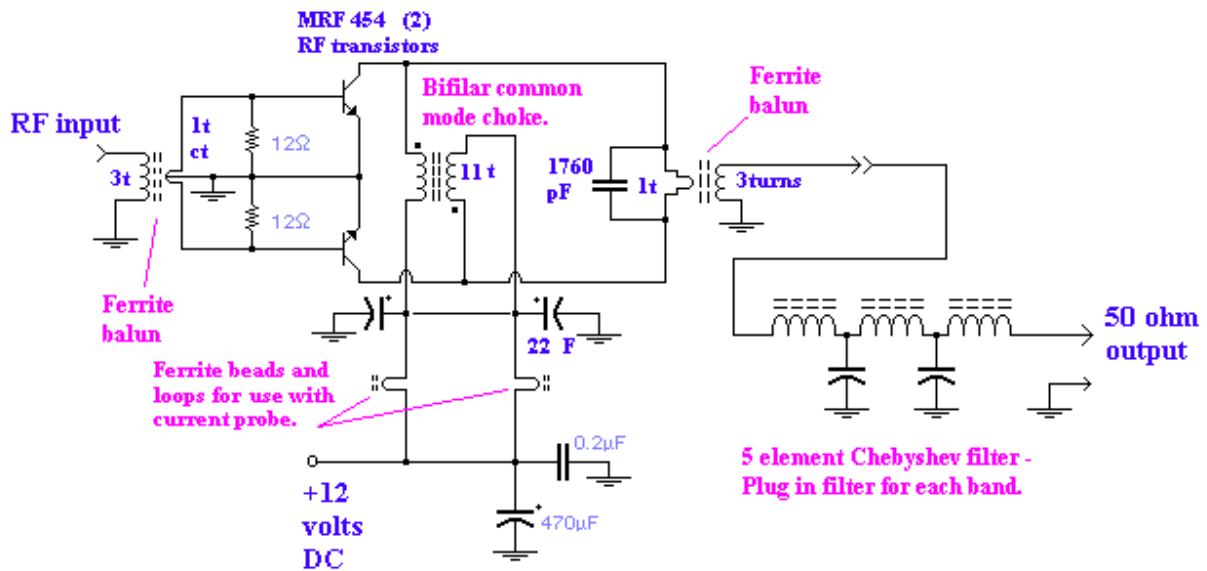 MRF 454 (2)
RF transistors
Bifilar common
mode choke.
Ferrite
balun
RF input
1t
ct
3t
12Ω
12Ω
11 t
1760
pF
1t
3turns
Ferrite
balun
+
+
22 F
50 ohm
output
Ferrite beads and
loops for use with
current probe.
0.2µF
+12
volts
DC
+
470µF
5 element Chebyshev filter -
Plug in filter for each band.